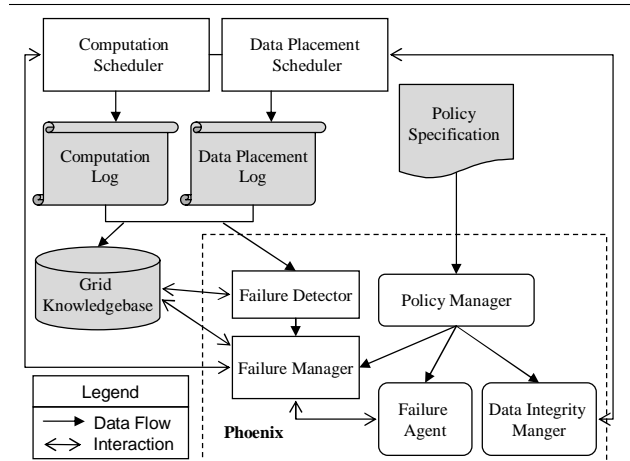 Computation
Scheduler
Data Placement
Scheduler
Policy
Specification
Computation
Log
Data Placement
Log
Grid
Knowledgebase
Failure Detector
Policy Manager
Failure Manager
Legend
Data Flow
Interaction
Phoenix
Failure
Agent
Data Integrity
Manger